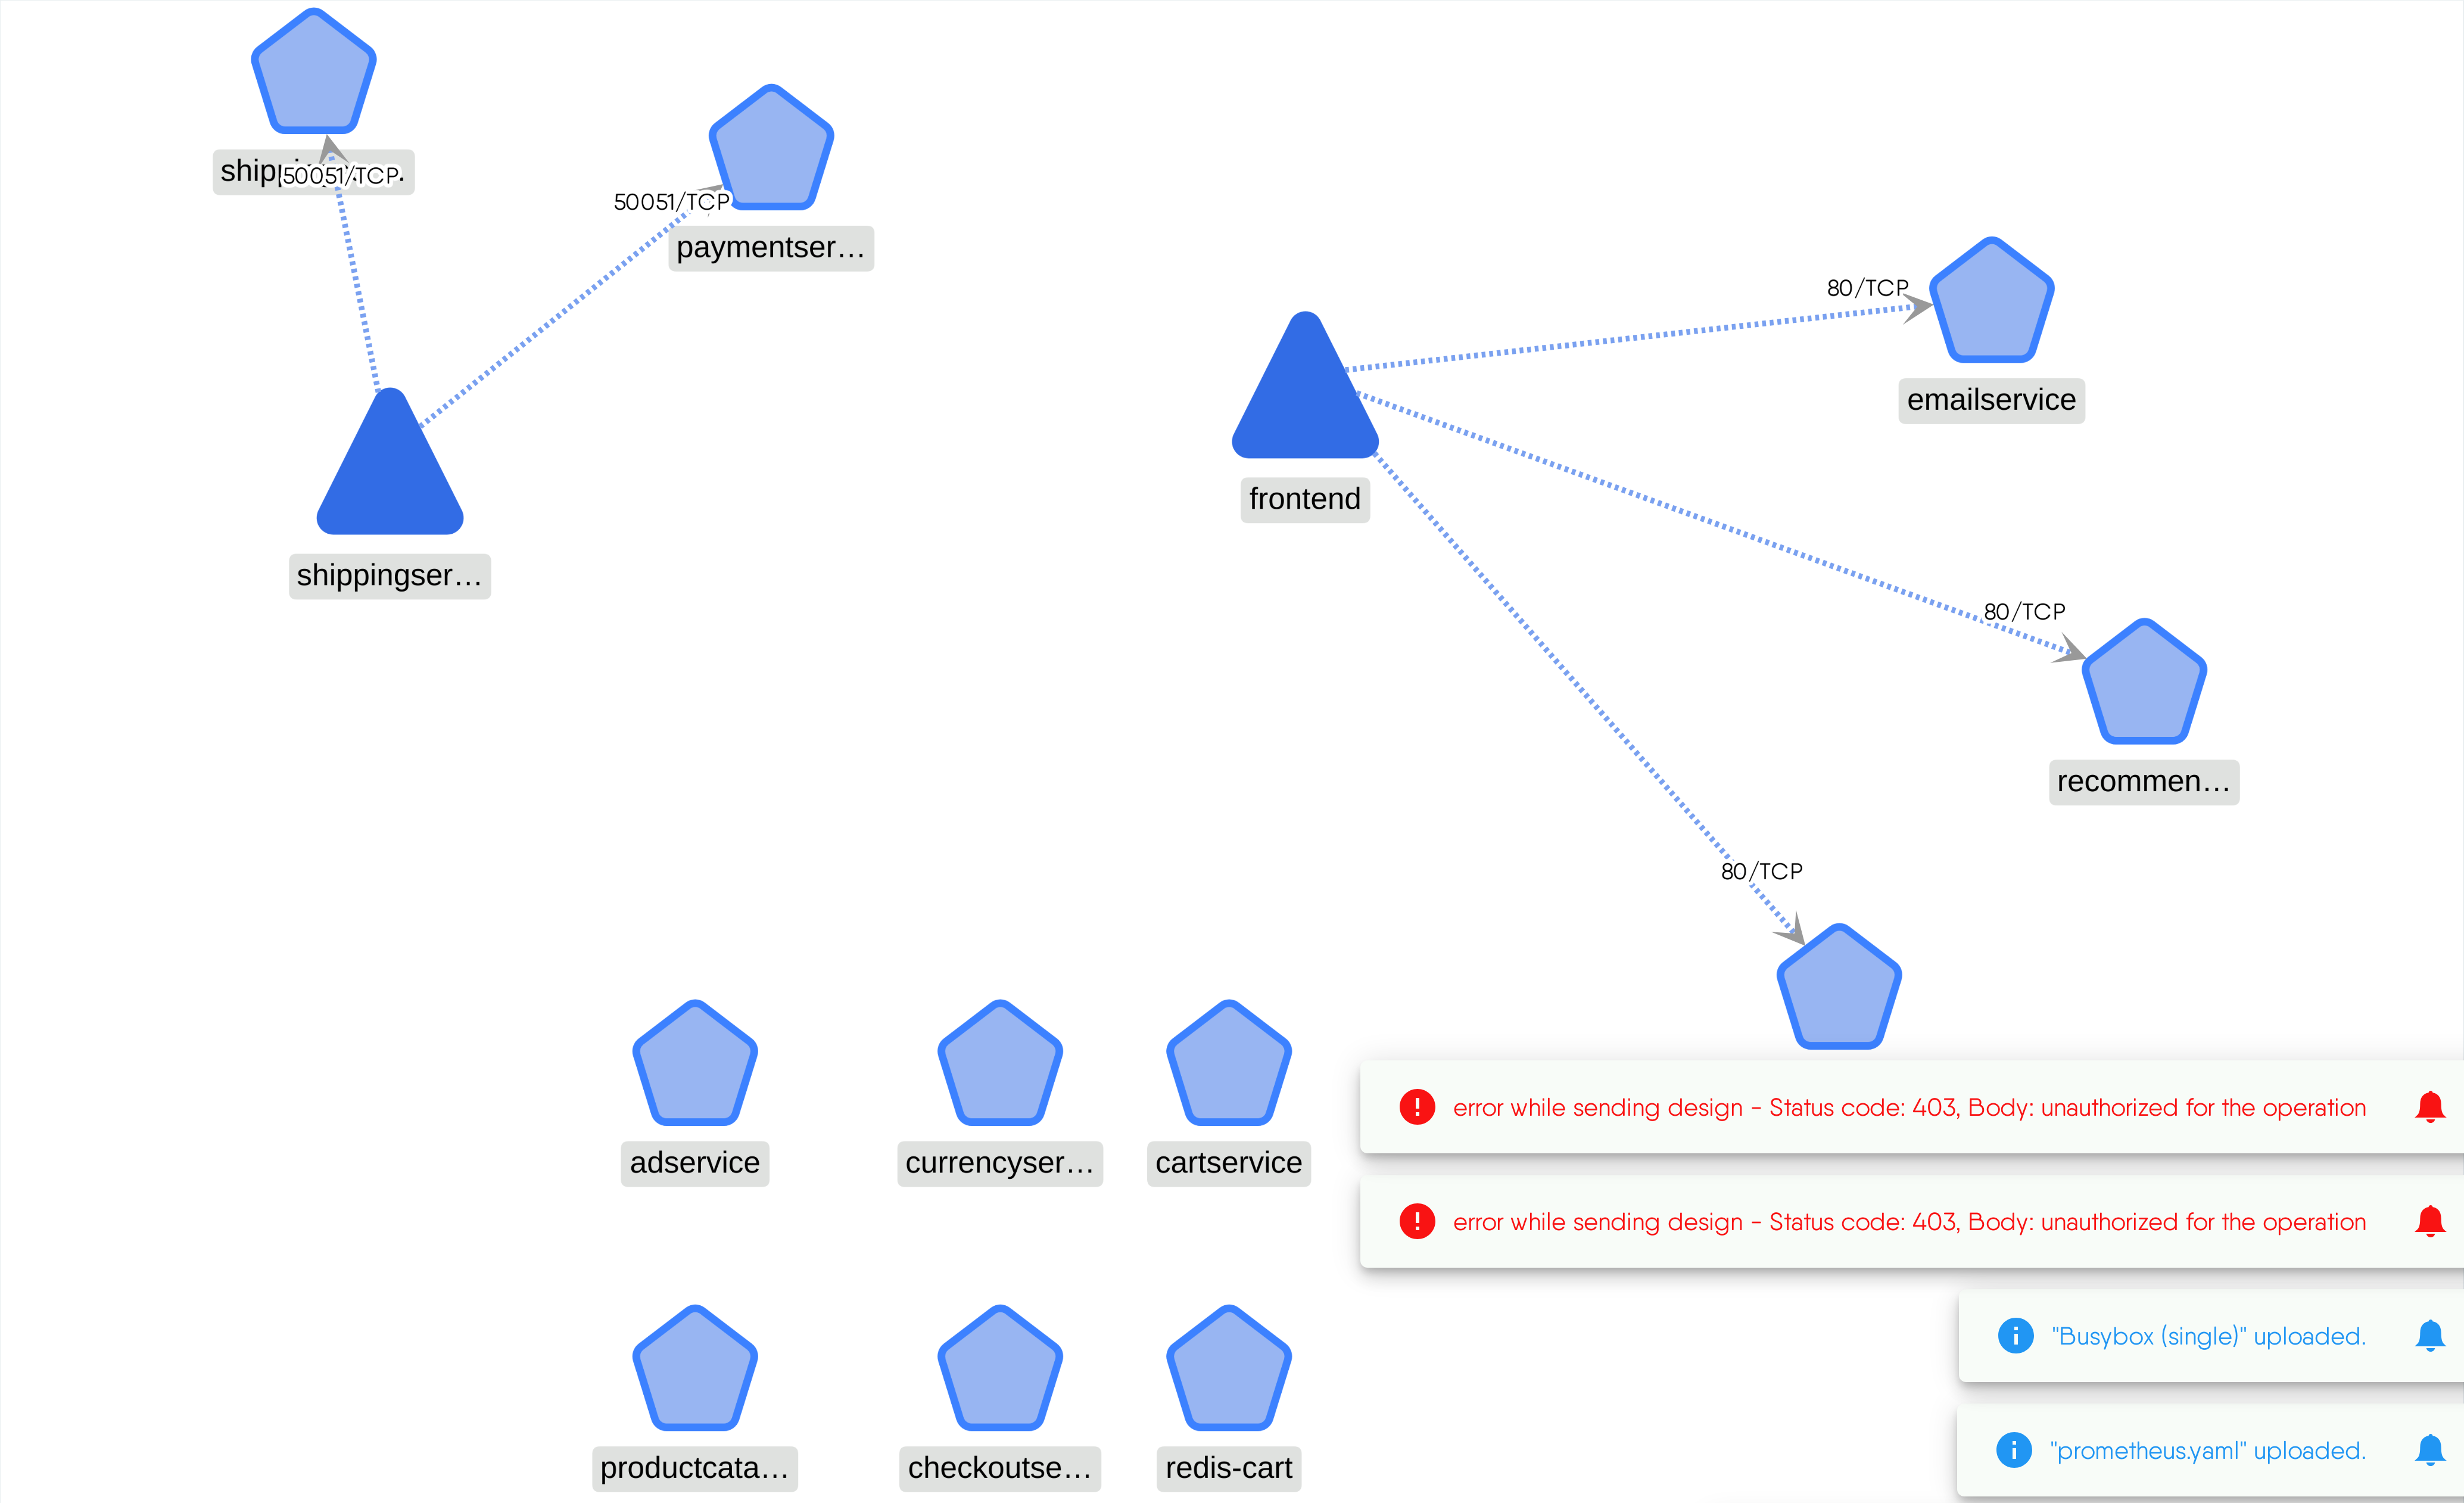 50051/TCP
50051/TCP
paymentser…
80/TCP
emailservice
frontend
shippingser…
80/TCP
recommen…
80/TCP
adservice
currencyser…
cartservice
error while sending design - Status code: 403, Body: unauthorized for the operation
error while sending design - Status code: 403, Body: unauthorized for the operation
"Busybox (single)" uploaded.
"prometheus.yaml" uploaded.
productcata…
checkoutse…
redis-cart